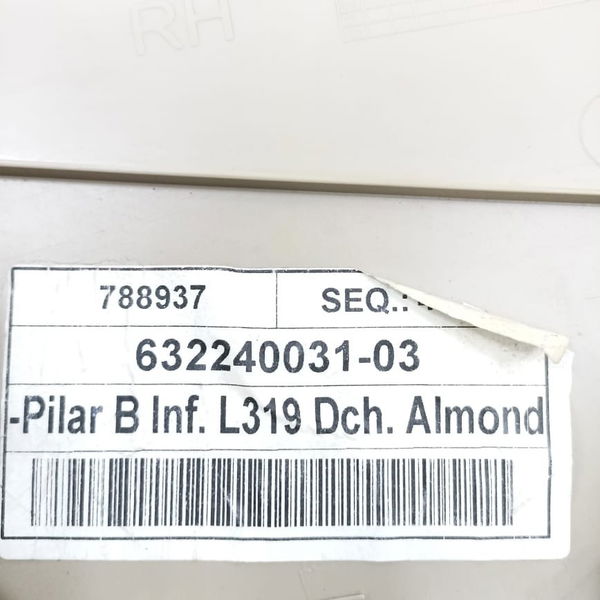 RH
788937
SEQ.:
632240031-03
-Pilar B Inf. L319 Dch. Almond